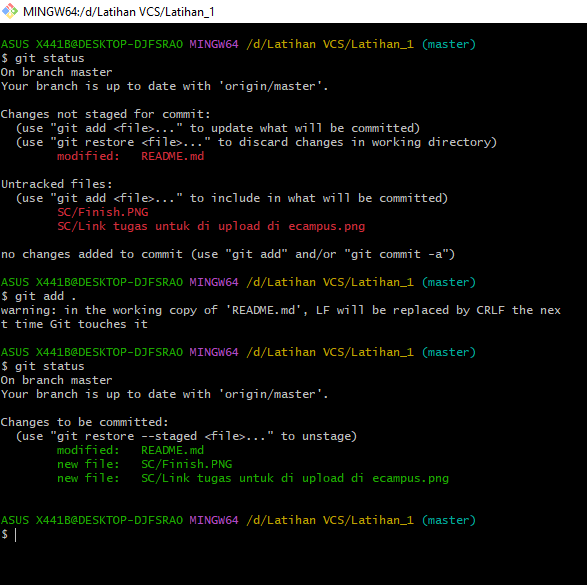 MINGW64:/d/Latihan VCS/Latihan_1
ASUS X441B@DESKTOP-DJFSRAO MINGW64 /d/Latihan VCS/Latihan_1 (master)
$ git status
On branch master
Your branch is up to date with 'origin/master'.
Changes not staged for commit:
  (use "git add <file>..." to update what will be committed)
  (use "git restore <file>..." to discard changes in working directory)
        modified:   README.md
Untracked files:
  (use "git add <file>..." to include in what will be committed)
        SC/Finish.PNG
        SC/Link tugas untuk di upload di ecampus.png
no changes added to commit (use "git add" and/or "git commit -a")
ASUS X441B@DESKTOP-DJFSRAO MINGW64 /d/Latihan VCS/Latihan_1 (master)
$ git add .
warning: in the working copy of 'README.md', LF will be replaced by CRLF the nex
t time Git touches it
ASUS X441B@DESKTOP-DJFSRAO MINGW64 /d/Latihan VCS/Latihan_1 (master)
$ git status
On branch master
Your branch is up to date with 'origin/master'.
Changes to be committed:
  (use "git restore --staged <file>..." to unstage)
        modified:   README.md
        new file:   SC/Finish.PNG
        new file:   SC/Link tugas untuk di upload di ecampus.png
ASUS X441B@DESKTOP-DJFSRAO MINGW64 /d/Latihan VCS/Latihan_1 (master)
$